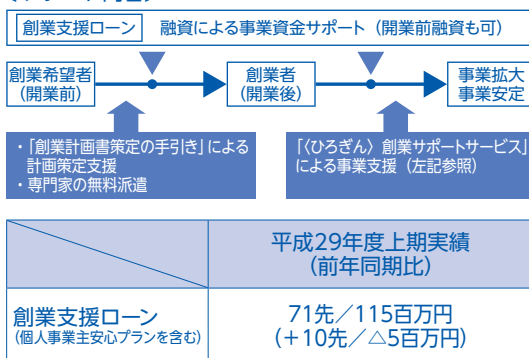 創業支援ローン 融資による事業資金サポート（開業前融資も可）
創業希望者
（開業前）
創業者
（開業後）
事業拡大
事業安定
・「創業計画書策定の手引き」による
計画策定支援
・専門家の無料派遣
「〈ひろぎん〉創業サポートサービス」
による事業支援（左記参照）
平成29年度上期実績
（前年同期比）
創業支援ローン
（個人事業主安心プランを含む）
71先／115百万円
（＋10先／△5百万円）